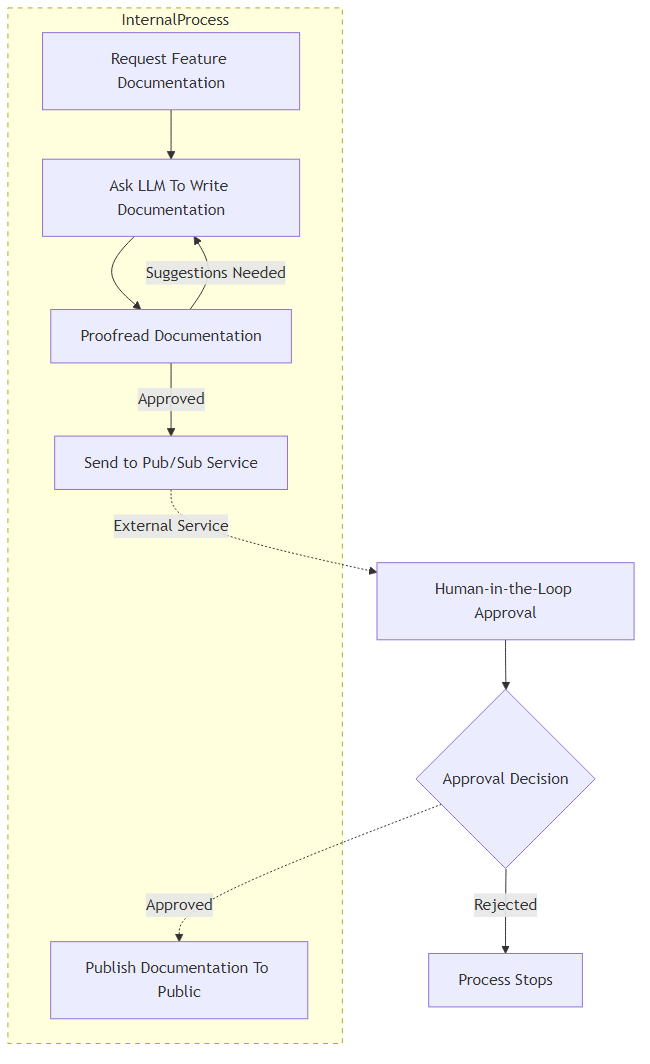 InternalProcess
Request Feature
Documentation
Ask LLM To Write
Documentation
Suggestions Needed
Proofread Documentation
Approved
Send to Pub/Sub Service
External Service
Human-in-the-Loop
Approval
Approval Decision
Approved
Rejected
Publish Documentation To
Public
Process Stops